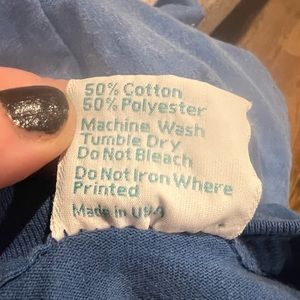 50% Cotton
50% Polyester
Machine Wash
Tumble Dry
Do Not Bleach
Do Not Iron Where
Printed
Made in USA